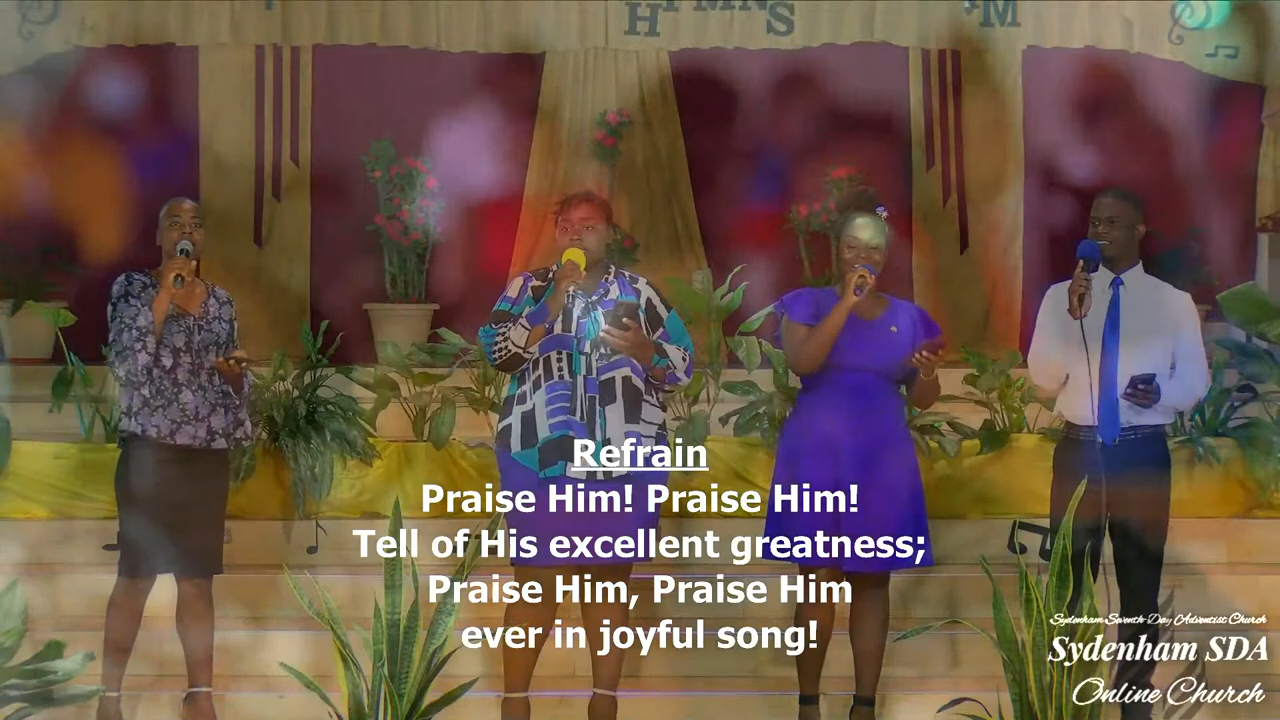 HYMNS
M
Refrain
Praise Him! Praise Him!
Tell of His excellent greatness;
Praise Him, Praise Him
ever in joyful song!
Sydenham Seventh-Day Adventist Church
Sydenham SDA
Online Church